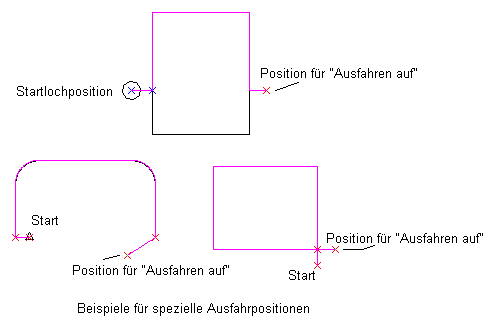 Position für "Ausfahren auf"
Startlochposition
Start
Position für "Ausfahren auf"
Position für "Ausfahren auf"
Start
Beispiele für spezielle Ausfahrpositionen